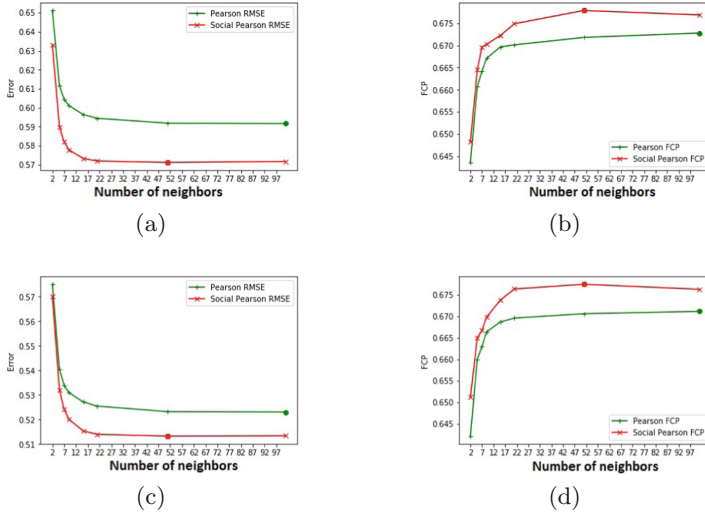 0.65
0.64
0.63
0.62
0.61
0.60
0.59
0.58
0.57
Error
Pearson RMSE
Social Pearson RMSE
2 7 12 17 22 27 32 37 42 47 52 57 62 67 72 77 82 87 92 97
Number of neighbors
(a)
0.675
0.670
0.665
0.660
0.655
0.650
0.645
FCP
Pearson FCP
Social Pearson FCP
2 7 12 17 22 27 32 37 42 47 52 57 62 67 72 77 82 87 92 97
Number of neighbors
(b)
0.57
0.56
0.55
0.54
0.53
0.52
0.51
Error
Pearson RMSE
Social Pearson RMSE
2 7 12 17 22 27 32 37 42 47 52 57 62 67 72 77 82 87 92 97
Number of neighbors
(c)
0.675
0.670
0.665
0.660
0.655
0.650
0.645
FCP
Pearson FCP
Social Pearson FCP
2 7 12 17 22 27 32 37 42 47 52 57 62 67 72 77 82 87 92 97
Number of neighbors
(d)